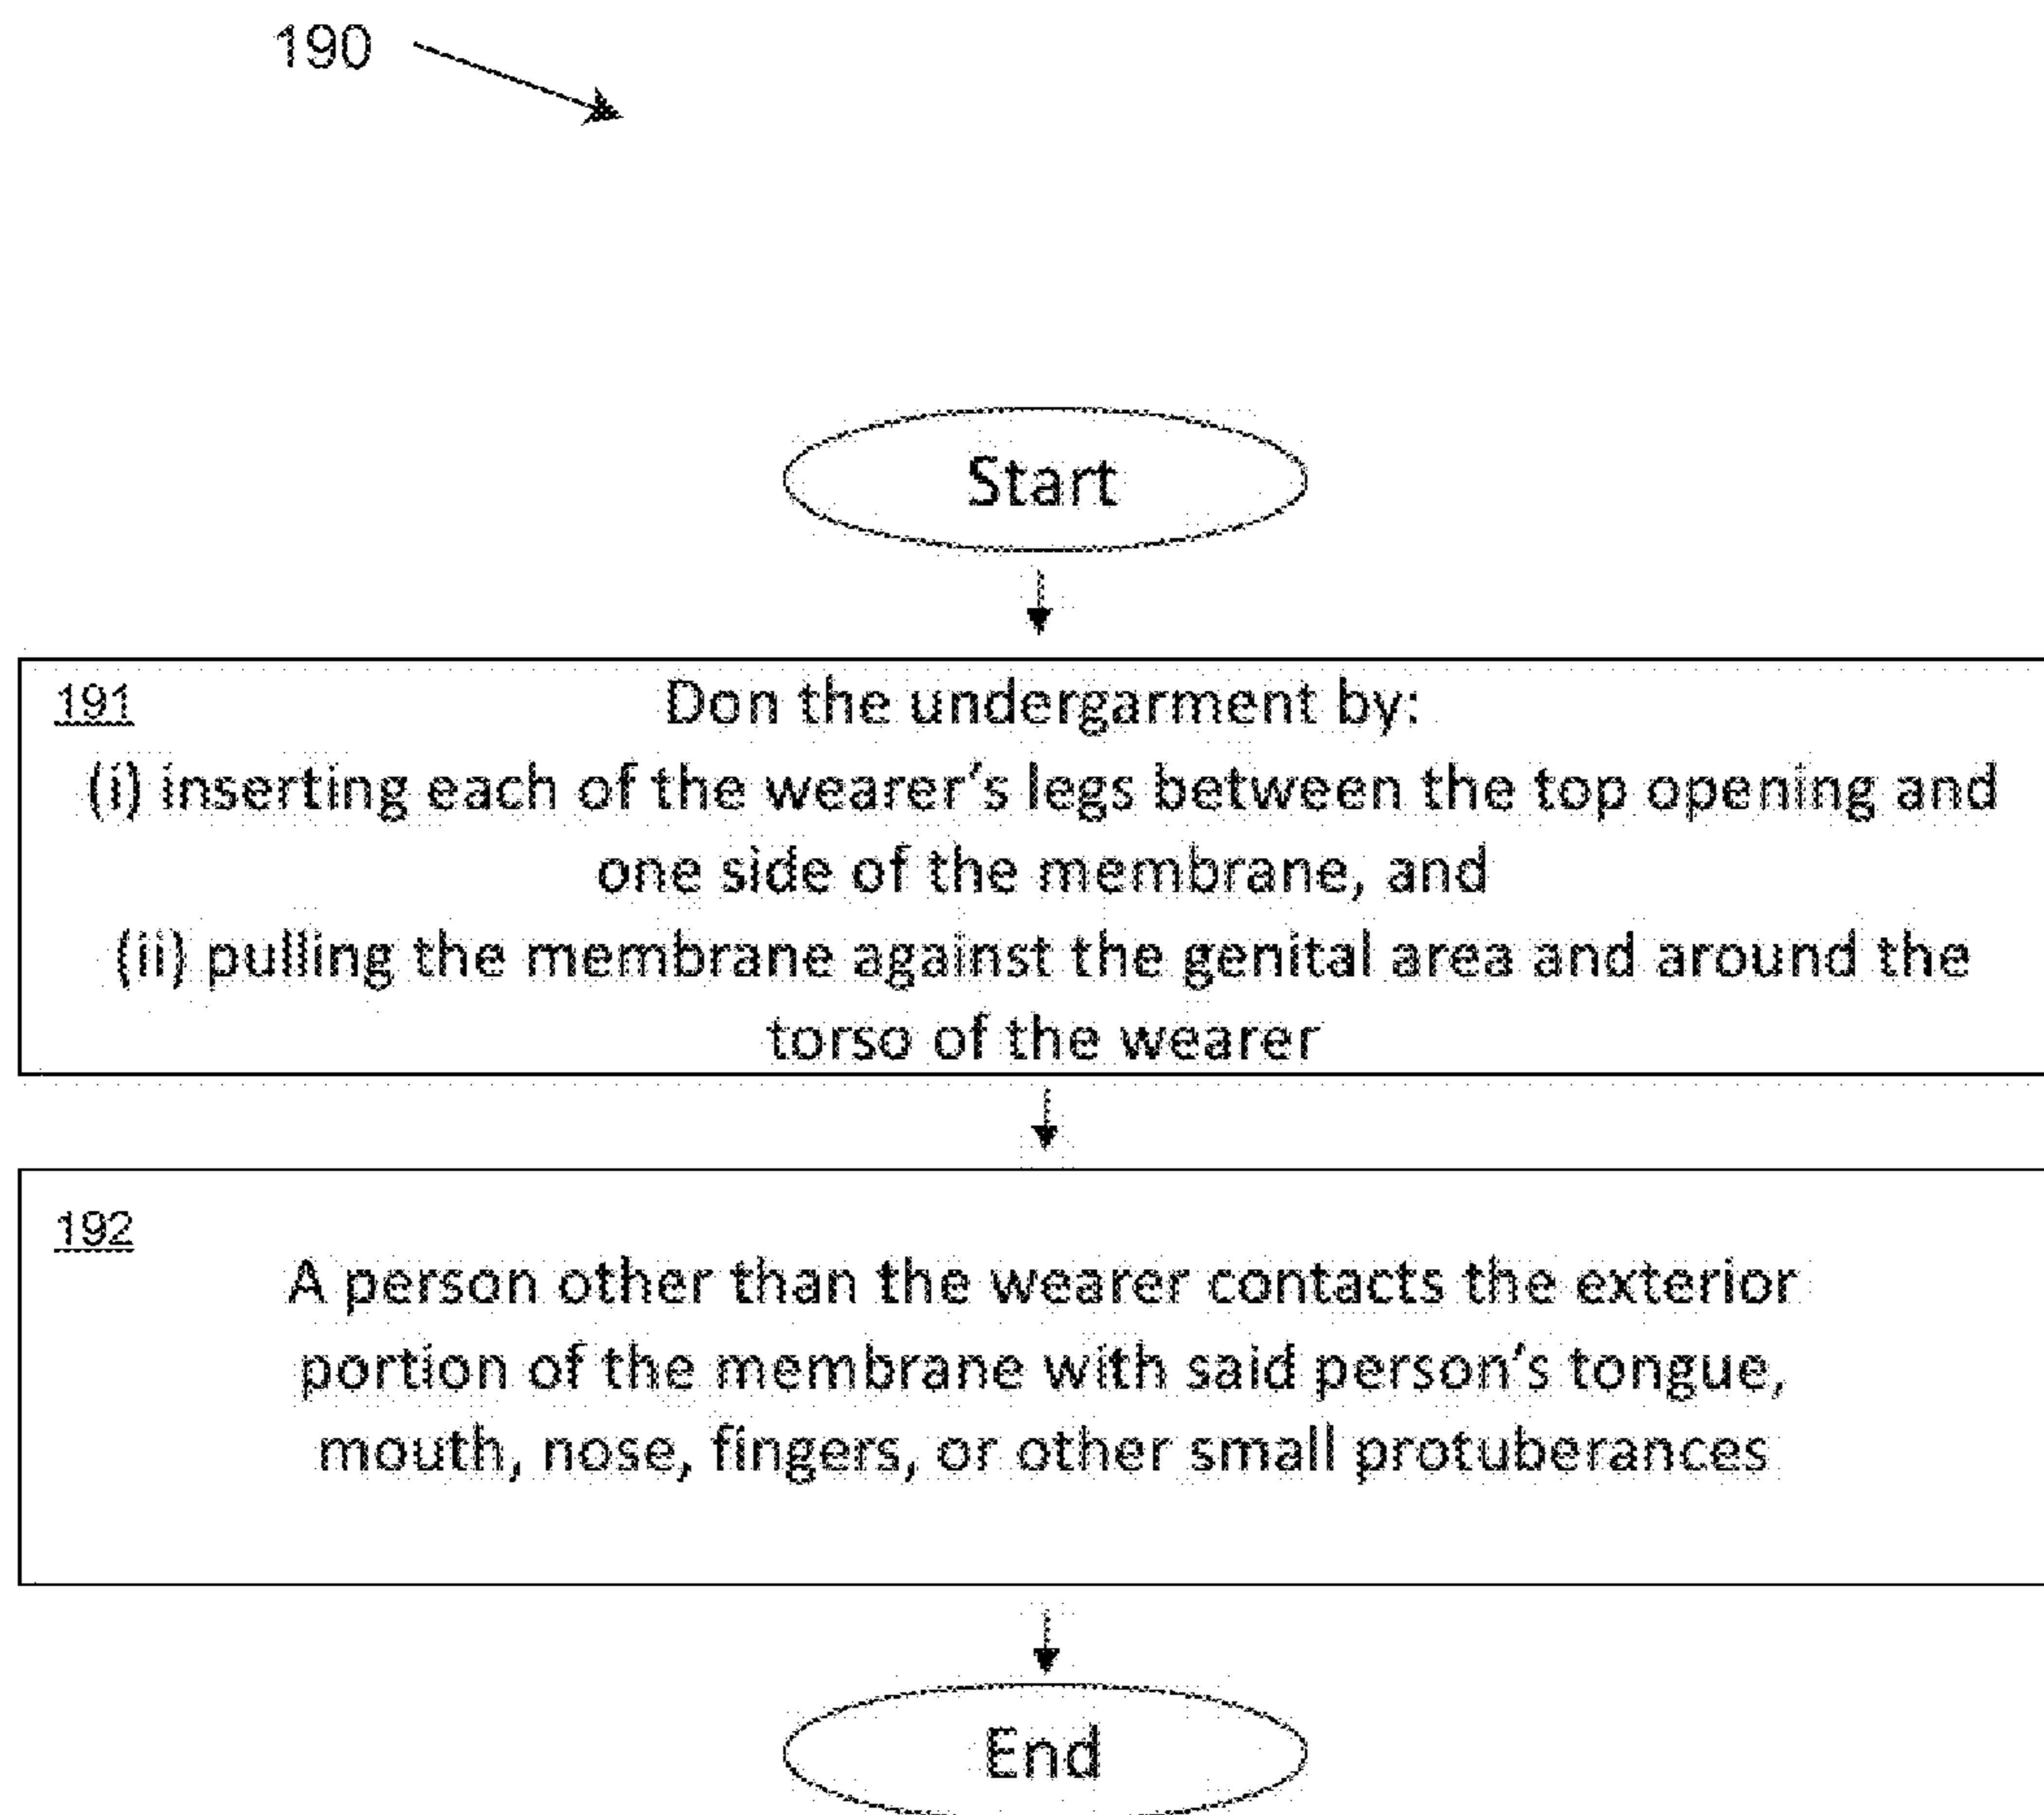 190
Start
191
Don the undergarment by:
(i) inserting each of the wearer's legs between the top opening and
one side of the membrane, and
(ii) pulling the membrane against the genital area and around the
torso of the wearer
192
A person other than the wearer contacts the exterior
portion of the membrane with said person's tongue,
mouth, nose, fingers, or other small protuberances
End